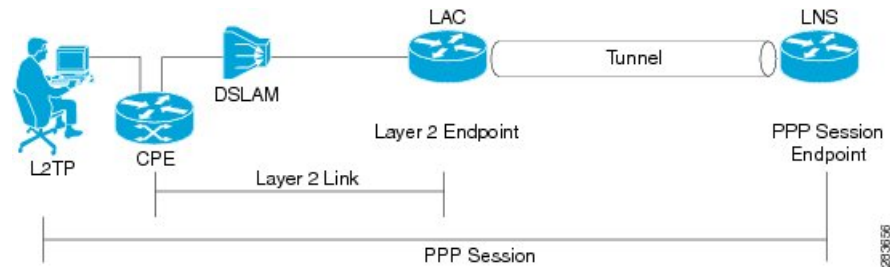 LAC
LNS
Tunnel
DSLAM
CPE
L2TP
Layer 2 Endpoint
PPP Session
Endpoint
Layer 2 Link
PPP Session
283656